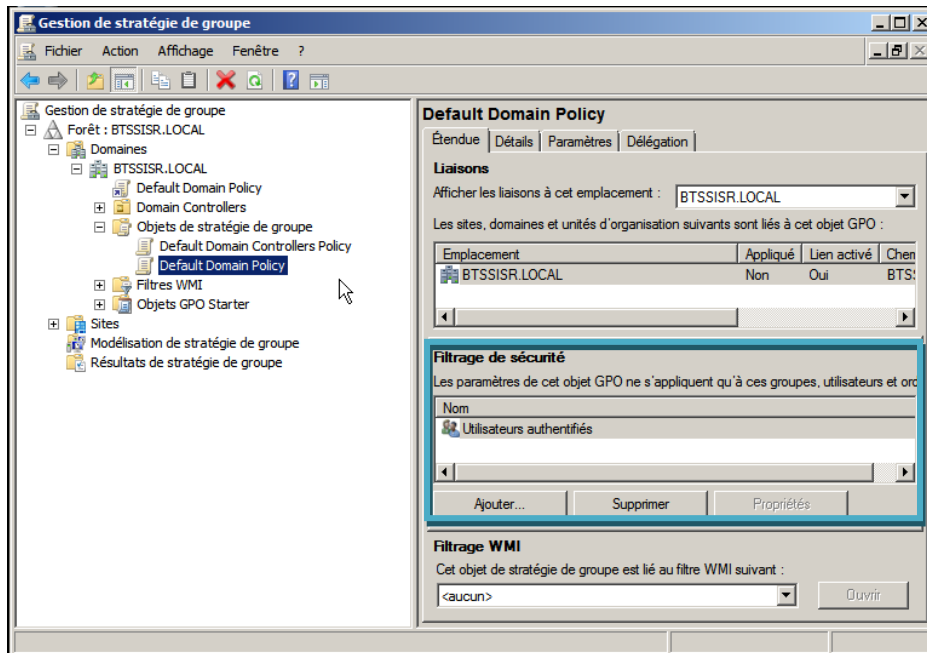 Gestion de stratégie de groupe
Fichier Action Affichage Fenêtre ?
Gestion de stratégie de groupe
Forêt : BTSSISR.LOCAL
Domaines
BTSSISR.LOCAL
Default Domain Policy
Domain Controllers
Objets de stratégie de groupe
Default Domain Controllers Policy
Default Domain Policy
Filtres WMI
Objets GPO Starter
Sites
Modélisation de stratégie de groupe
Résultats de stratégie de groupe
Default Domain Policy
Étendue Détails Paramètres Délégation
Liaisons
Afficher les liaisons à cet emplacement : BTSSISR.LOCAL
Les sites, domaines et unités d'organisation suivants sont liés à cet objet GPO :
Emplacement Appliqué Lien activé Chem
BTSSISR.LOCAL Non Oui BTS
Filtrage de sécurité
Les paramètres de cet objet GPO ne s'appliquent qu'à ces groupes, utilisateurs et ord
Nom
Utilisateurs authentifiés
Ajouter... Supprimer Propriétés
Filtrage WMI
Cet objet de stratégie de groupe est lié au filtre WMI suivant :
<aucun> Ouvrir